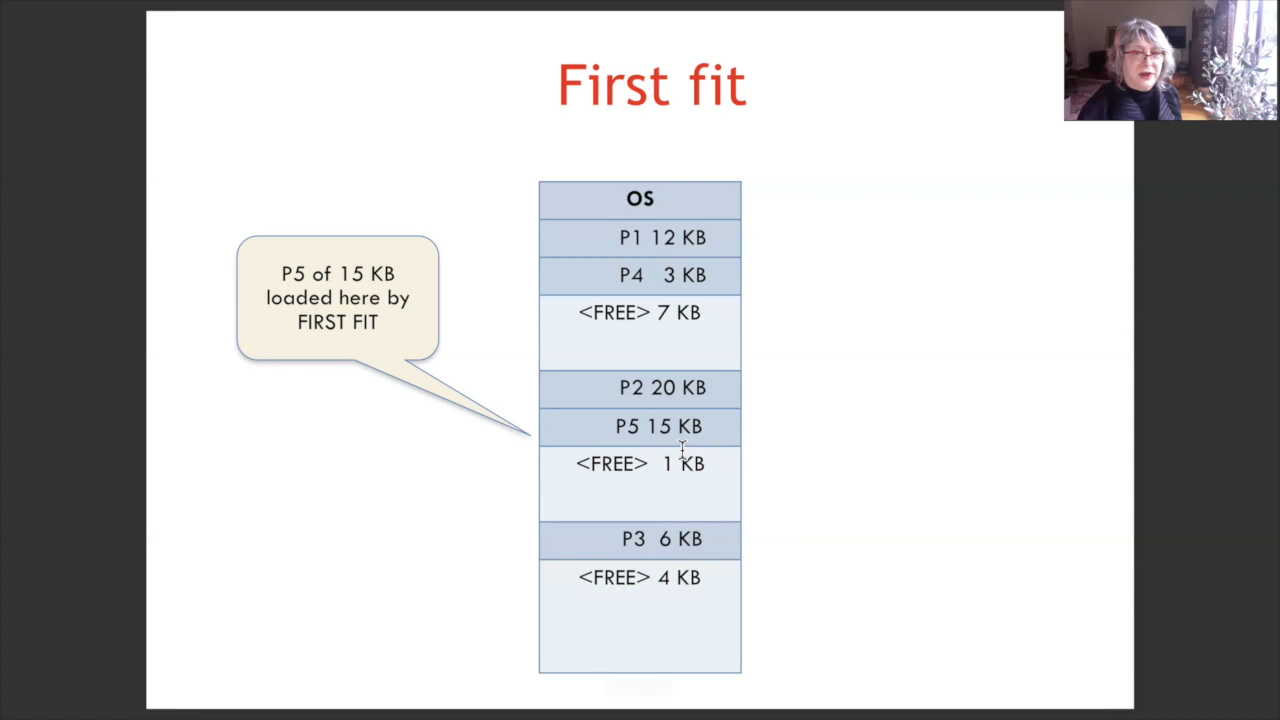 First fit
P5 of 15 KB
loaded here by
FIRST FIT
OS
P1 12 KB
P4 3 KB
<FREE> 7 KB
P2 20 KB
P5 15 KB
<FREE> 1 KB
P3 6 KB
<FREE> 4 KB